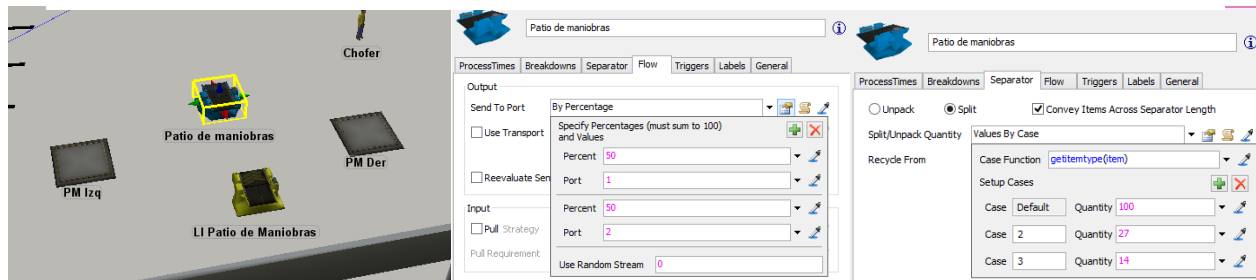 Chofer
Patio de maniobras
PM Izq
PM Der
LI Patio de Maniobras
Patio de maniobras
ProcessTimes Breakdowns Separator Flow Triggers Labels General
Output
Send To Port By Percentage
Use Transport
Specify Percentages (must sum to 100)
and Values
Percent 50
Port 1
Reevaluate Sen
Percent 50
Port 2
Input
Pull Strategy
Pull Requirement
Use Random Stream 0
Patio de maniobras
ProcessTimes Breakdowns Separator Flow Triggers Labels General
Unpack Split Convey Items Across Separator Length
Split/Unpack Quantity Values By Case
Recycle From
Case Function getitemtype(item)
Setup Cases
Case Default Quantity 100
Case 2 Quantity 27
Case 3 Quantity 14